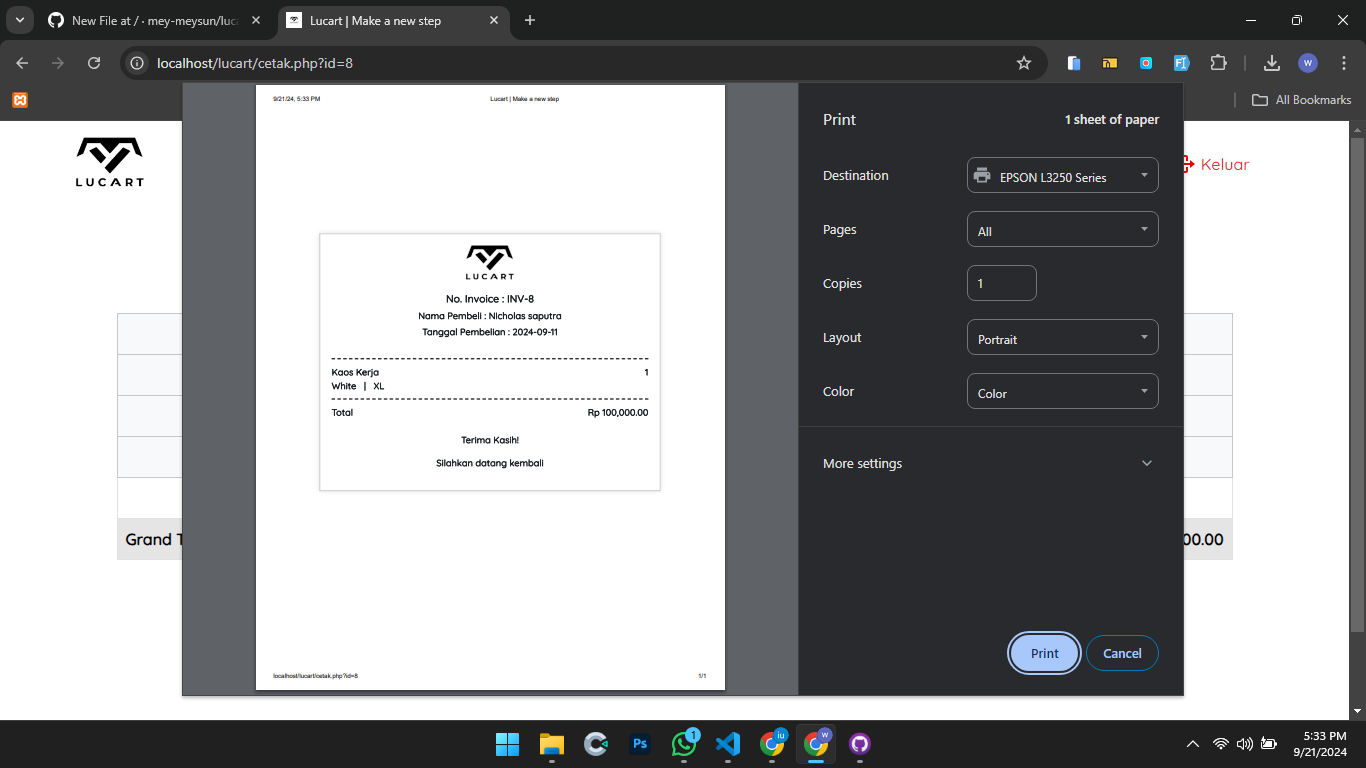 New File at / · mey-meysun/luc
Lucart | Make a new step
localhost/lucart/cetak.php?id=8
W
All Bookmarks
LUCART
Keluar
9/21/24, 5:33 PM
Lucart | Make a new step
LUCART
No. Invoice : INV-8
Nama Pembeli : Nicholas saputra
Tanggal Pembelian : 2024-09-11
Kaos Kerja 1
White | XL
Total Rp 100,000.00
Terima Kasih!
Silahkan datang kembali
localhost/lucart/cetak.php?id=8
1/1
Print
1 sheet of paper
Destination
EPSON L3250 Series
Pages
All
Copies
1
Layout
Portrait
Color
Color
More settings
Print
Cancel
Grand T
00.00
Ps
1
iu
W
5:33 PM
9/21/2024